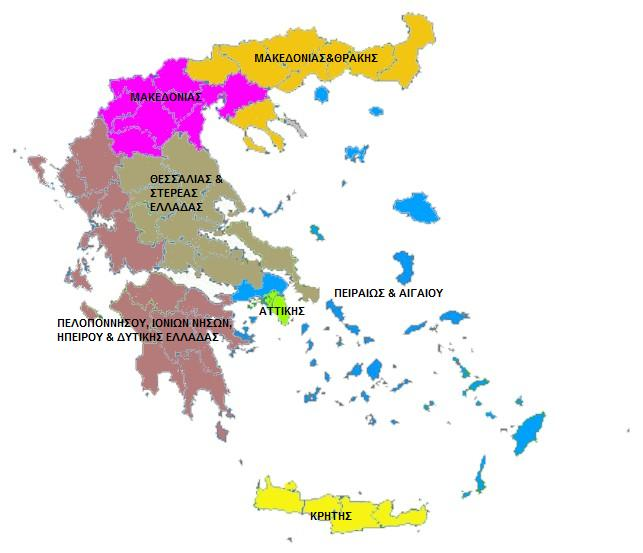 ΜΑΚΕΔΟΝΙΑΣ&ΘΡΑΚΗΣ
ΜΑΚΕΔΟΝΙΑΣ
ΘΕΣΣΑΛΙΑΣ &
ΣΤΕΡΕΑΣ
ΕΛΛΑΔΑΣ
ΠΕΙΡΑΙΩΣ & ΑΙΓΑΙΟΥ
ΑΤΤΙΚΗΣ
ΠΕΛΟΠΟΝΝΗΣΟΥ, ΙΟΝΙΩΝ ΝΗΣΩΝ,
ΗΠΕΙΡΟΥ & ΔΥΤΙΚΗΣ ΕΛΛΑΔΑΣ
ΚΡΗΤΗΣ